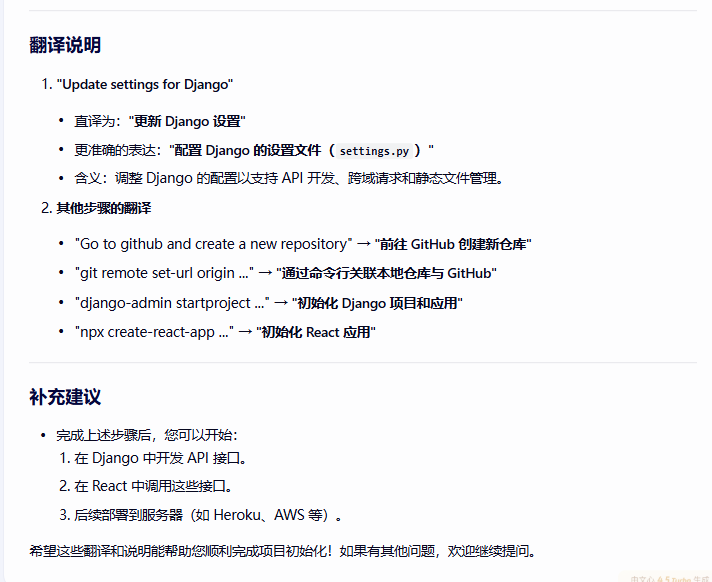 翻译说明
1. "Update settings for Django"
• 直译为："更新 Django 设置"
• 更准确的表达："配置 Django 的设置文件（ settings.py ）"
• 含义：调整 Django 的配置以支持 API 开发、跨域请求和静态文件管理。
2. 其他步骤的翻译
• "Go to github and create a new repository" → "前往 GitHub 创建新仓库"
• "git remote set-url origin ..." → "通过命令行关联本地仓库与 GitHub"
• "django-admin startproject ..." → "初始化 Django 项目和应用"
• "npx create-react-app ..." → "初始化 React 应用"
补充建议
• 完成上述步骤后，您可以开始：
1. 在 Django 中开发 API 接口。
2. 在 React 中调用这些接口。
3. 后续部署到服务器（如 Heroku、AWS 等）。
希望这些翻译和说明能帮助您顺利完成项目初始化！如果有其他问题，欢迎继续提问。